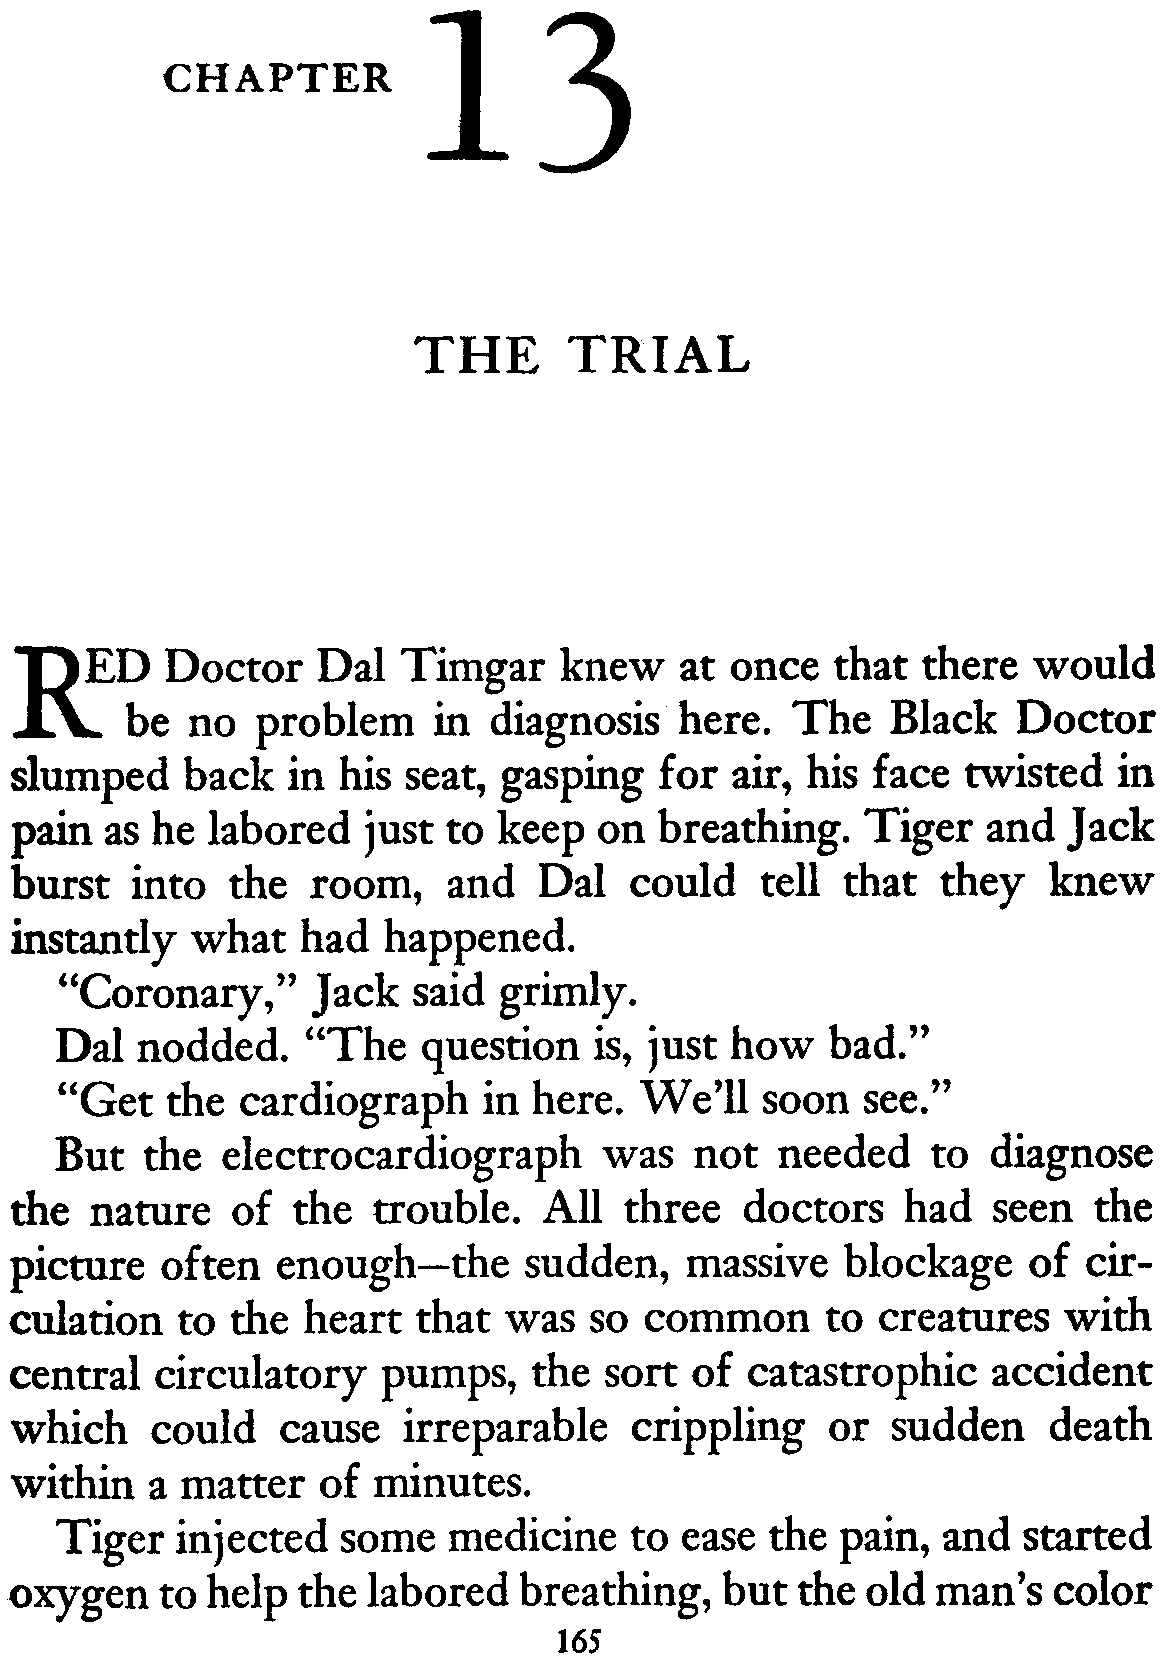 CHAPTER 13
THE TRIAL
RED Doctor Dal Timgar knew at once that there would
be no problem in diagnosis here. The Black Doctor
slumped back in his seat, gasping for air, his face twisted in
pain as he labored just to keep on breathing. Tiger and Jack
burst into the room, and Dal could tell that they knew
instantly what had happened.
“Coronary,” Jack said grimly.
Dal nodded. “The question is, just how bad.”
“Get the cardiograph in here. We’ll soon see.”
But the electrocardiograph was not needed to diagnose
the nature of the trouble. All three doctors had seen the
picture often enough—the sudden, massive blockage of cir-
culation to the heart that was so common to creatures with
central circulatory pumps, the sort of catastrophic accident
which could cause irreparable crippling or sudden death
within a matter of minutes.
Tiger injected some medicine to ease the pain, and started
oxygen to help the labored breathing, but the old man’s color
165